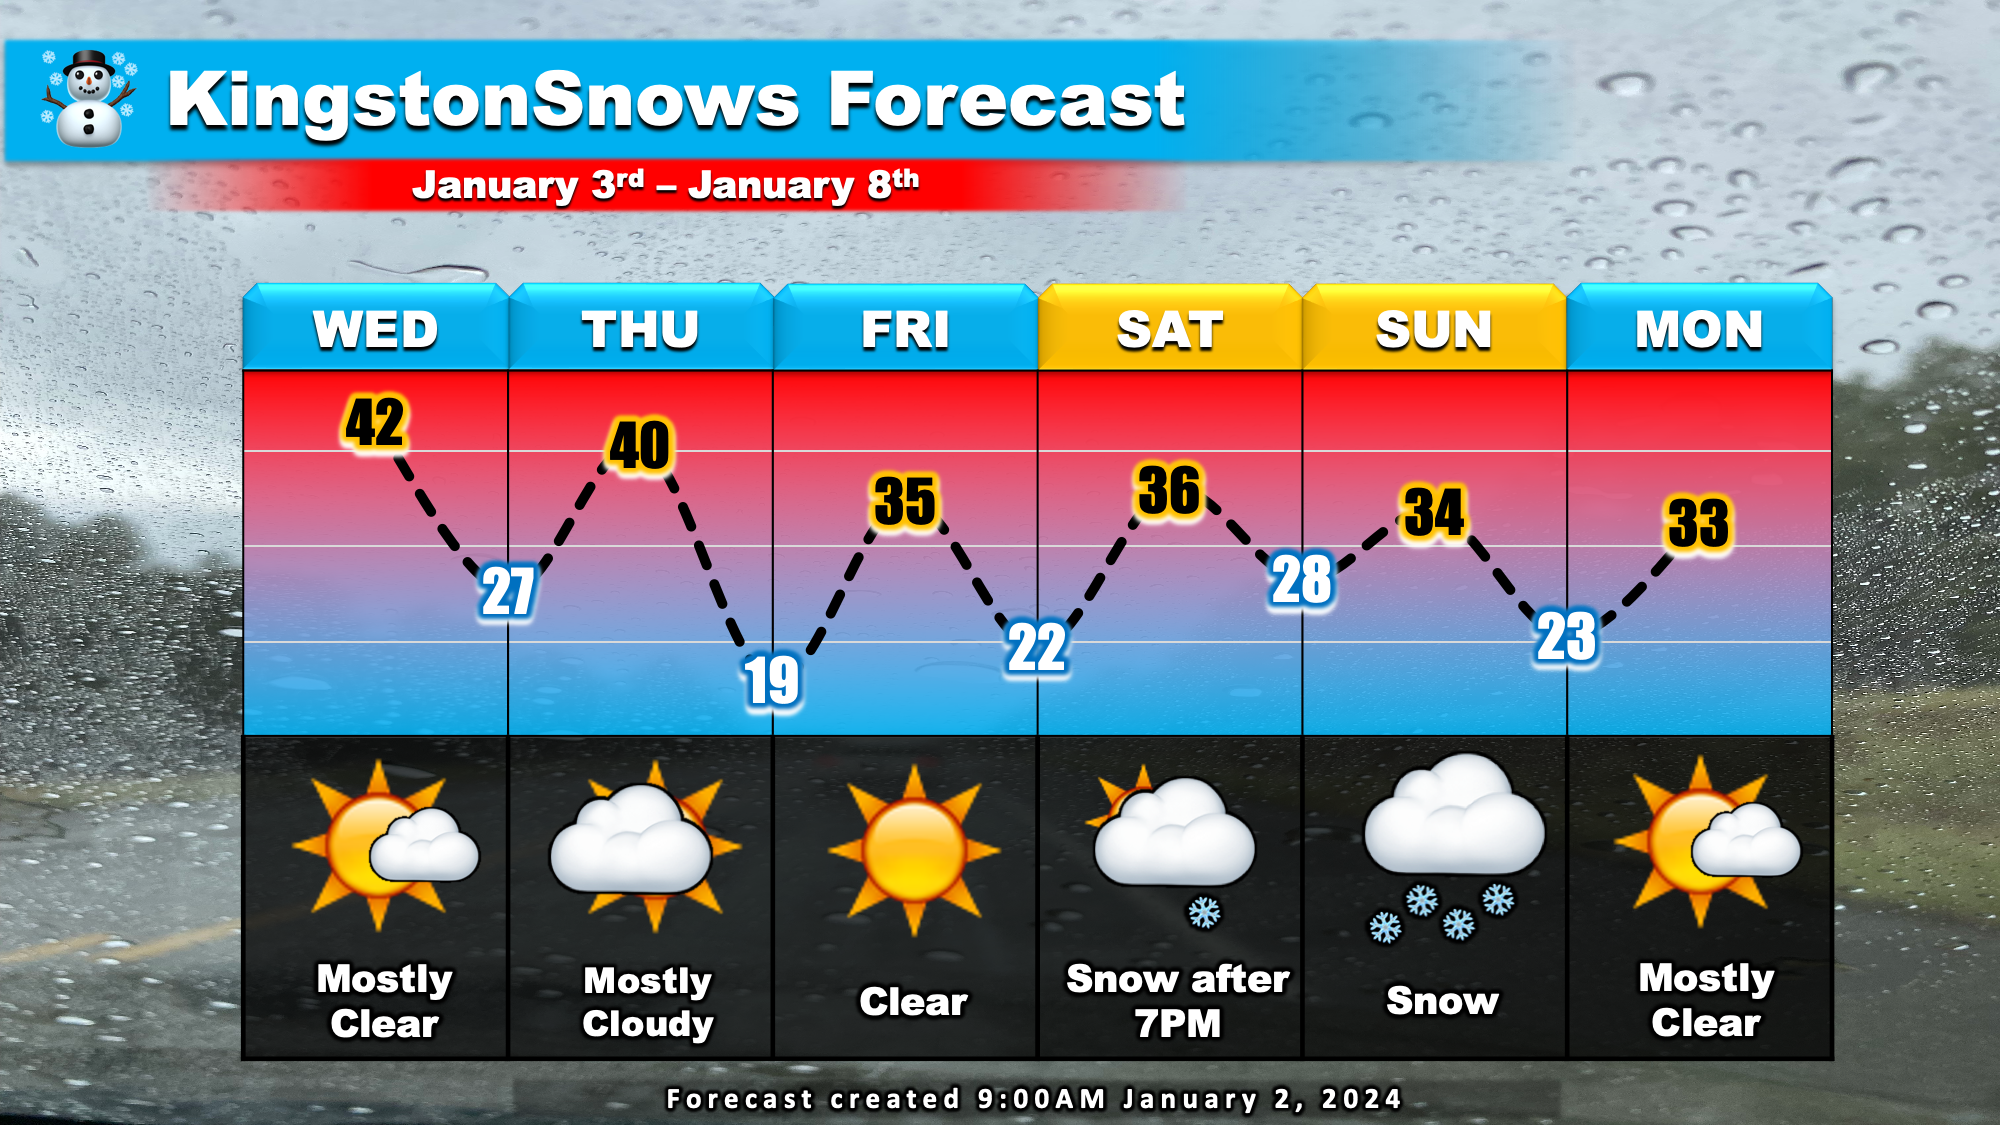 KingstonSnows Forecast
January 3rd – January 8th
WED THU FRI SAT SUN MON
42 40 35 36 34 33
27 19 22 28 23
Mostly Clear
Mostly Cloudy
Clear
Snow after 7PM
Snow
Mostly Clear
Forecast created 9:00AM January 2, 2024